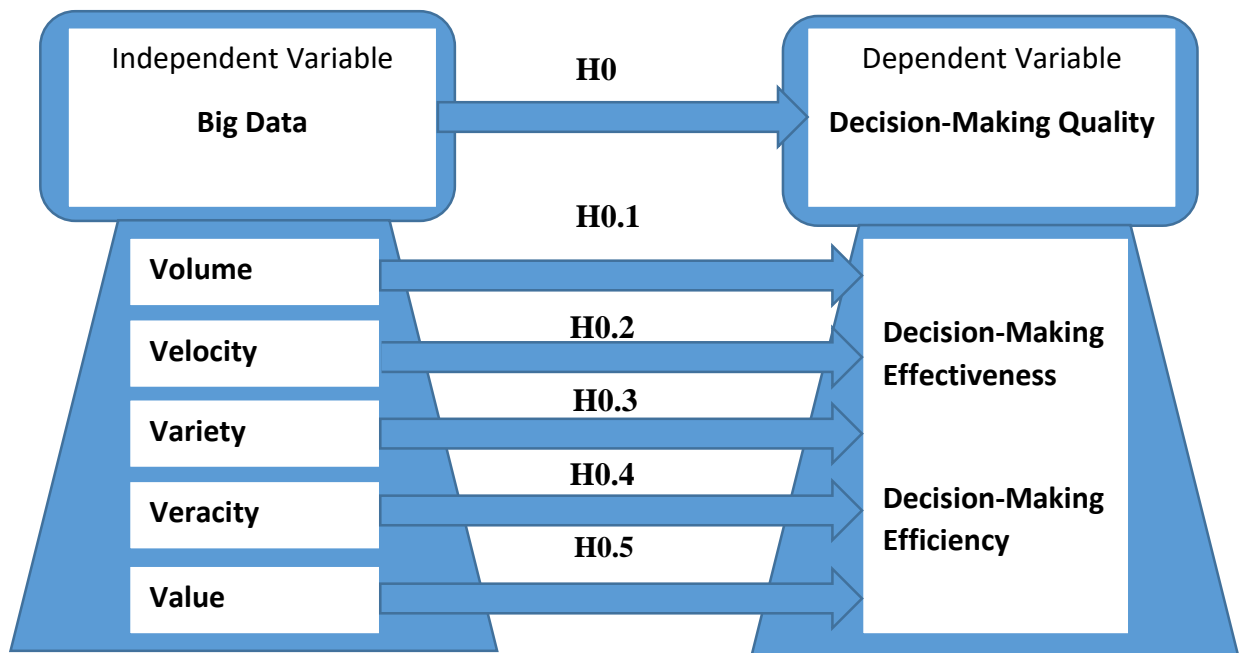 Independent Variable
Big Data
H0
Dependent Variable
Decision-Making Quality
H0.1
Volume
H0.2
Velocity
H0.3
Variety
H0.4
Veracity
H0.5
Value
Decision-Making
Effectiveness
Decision-Making
Efficiency